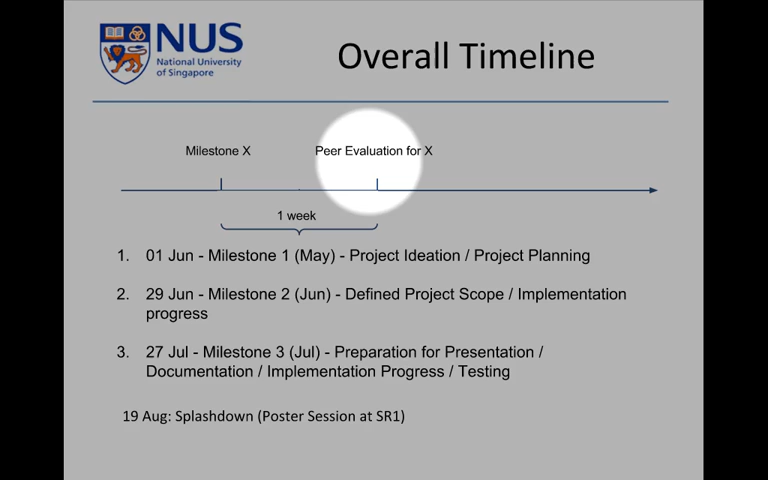 NUS
National University
of Singapore
Overall Timeline
Milestone X
Peer Evaluation for X
1 week
1. 01 Jun - Milestone 1 (May) - Project Ideation / Project Planning
2. 29 Jun - Milestone 2 (Jun) - Defined Project Scope / Implementation
progress
3. 27 Jul - Milestone 3 (Jul) - Preparation for Presentation /
Documentation / Implementation Progress / Testing
19 Aug: Splashdown (Poster Session at SR1)